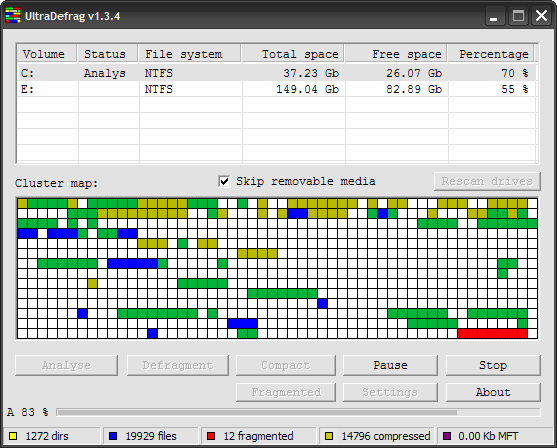 UltraDefrag v1.3.4
Volume Status File system Total space Free space Percentage
C: Analys NTFS 37.23 Gb 26.07 Gb 70 %
E: NTFS 149.04 Gb 82.89 Gb 55 %
Cluster map: Skip removable media Rescan drives
Analyse Defragment Compact Pause Stop
Fragmented Settings About
A 83 %
1272 dirs 19929 files 12 fragmented 14796 compressed 0.00 Kb MFT